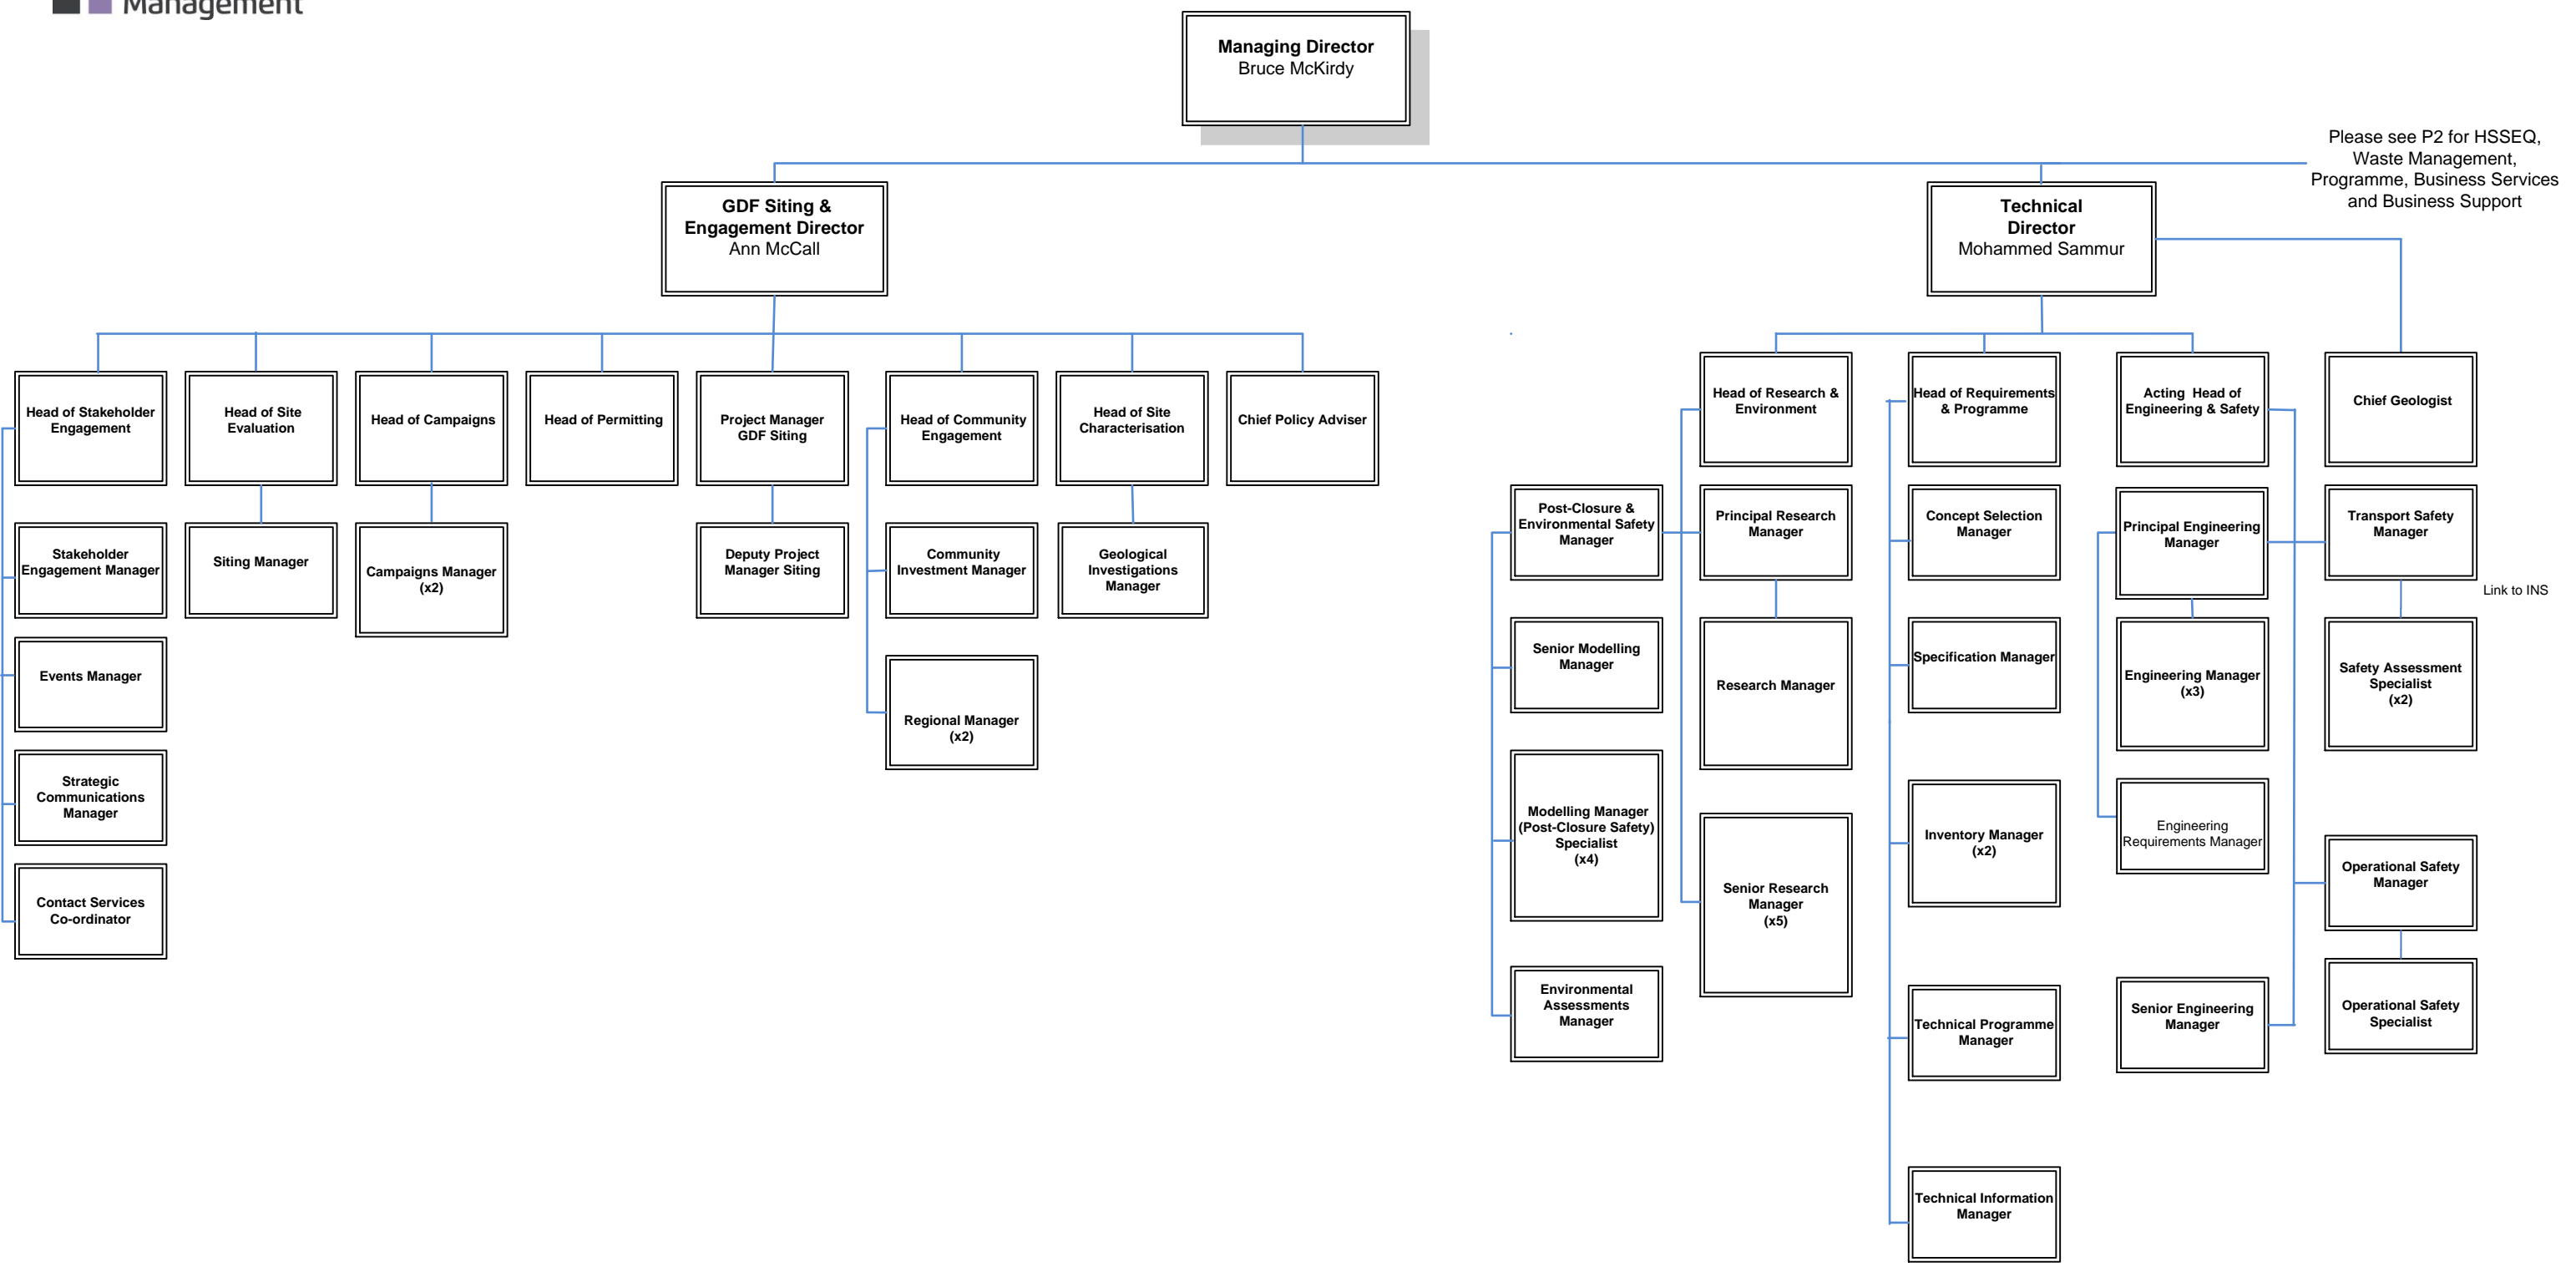 Management
Managing Director
Bruce McKirdy
Please see P2 for HSSEQ,
Waste Management,
Programme, Business Services
and Business Support
GDF Siting &
Engagement Director
Ann McCall
Technical
Director
Mohammed Sammur
Head of Stakeholder
Engagement
Head of Site
Evaluation
Head of Campaigns
Head of Permitting
Project Manager
GDF Siting
Head of Community
Engagement
Head of Site
Characterisation
Chief Policy Adviser
Head of Research &
Environment
Head of Requirements
& Programme
Acting  Head of
Engineering & Safety
Chief Geologist
Stakeholder
Engagement Manager
Siting Manager
Campaigns Manager
(x2)
Deputy Project
Manager Siting
Community
Investment Manager
Geological
Investigations
Manager
Post-Closure &
Environmental Safety
Manager
Principal Research
Manager
Concept Selection
Manager
Principal Engineering
Manager
Transport Safety
Manager
Link to INS
Events Manager
Regional Manager
(x2)
Senior Modelling
Manager
Research Manager
Specification Manager
Engineering Manager
(x3)
Safety Assessment
Specialist
(x2)
Strategic
Communications
Manager
Modelling Manager
(Post-Closure Safety)
Specialist
(x4)
Inventory Manager
(x2)
Engineering
Requirements Manager
Contact Services
Co-ordinator
Senior Research
Manager
(x5)
Operational Safety
Manager
Environmental
Assessments
Manager
Technical Programme
Manager
Senior Engineering
Manager
Operational Safety
Specialist
Technical Information
Manager